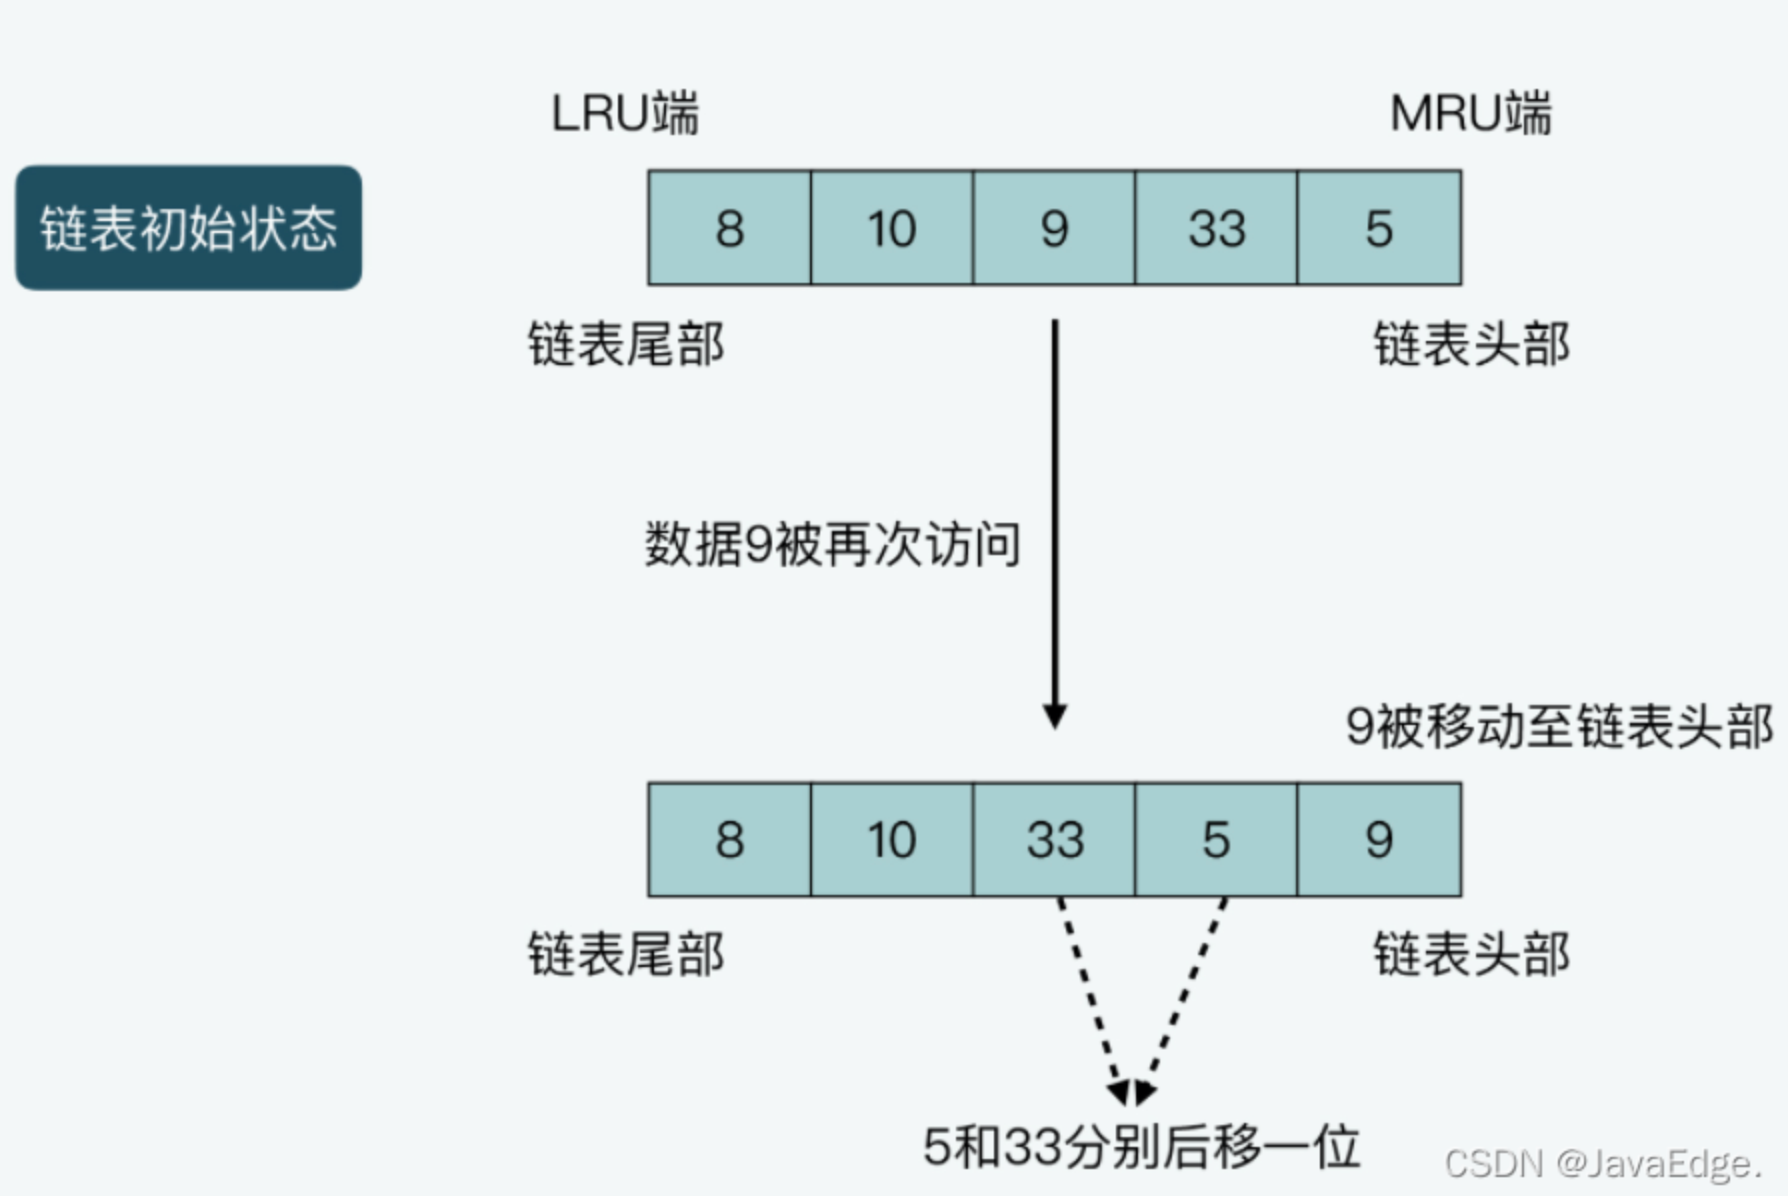 LRU端
MRU端
链表初始状态
8 10 9 33 5
链表尾部
链表头部
数据9被再次访问
9被移动至链表头部
8 10 33 5 9
链表尾部
链表头部
5和33分别后移一位
CSDN @JavaEdge.